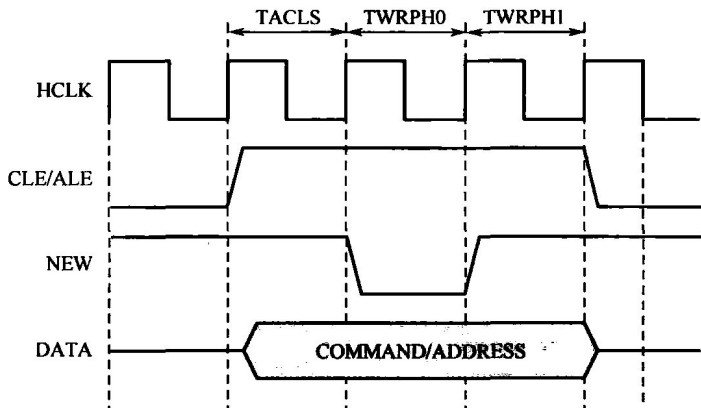 TACLS TWRPH0 TWRPH1
HCLK
CLE/ALE
NEW
DATA
COMMAND/ADDRESS